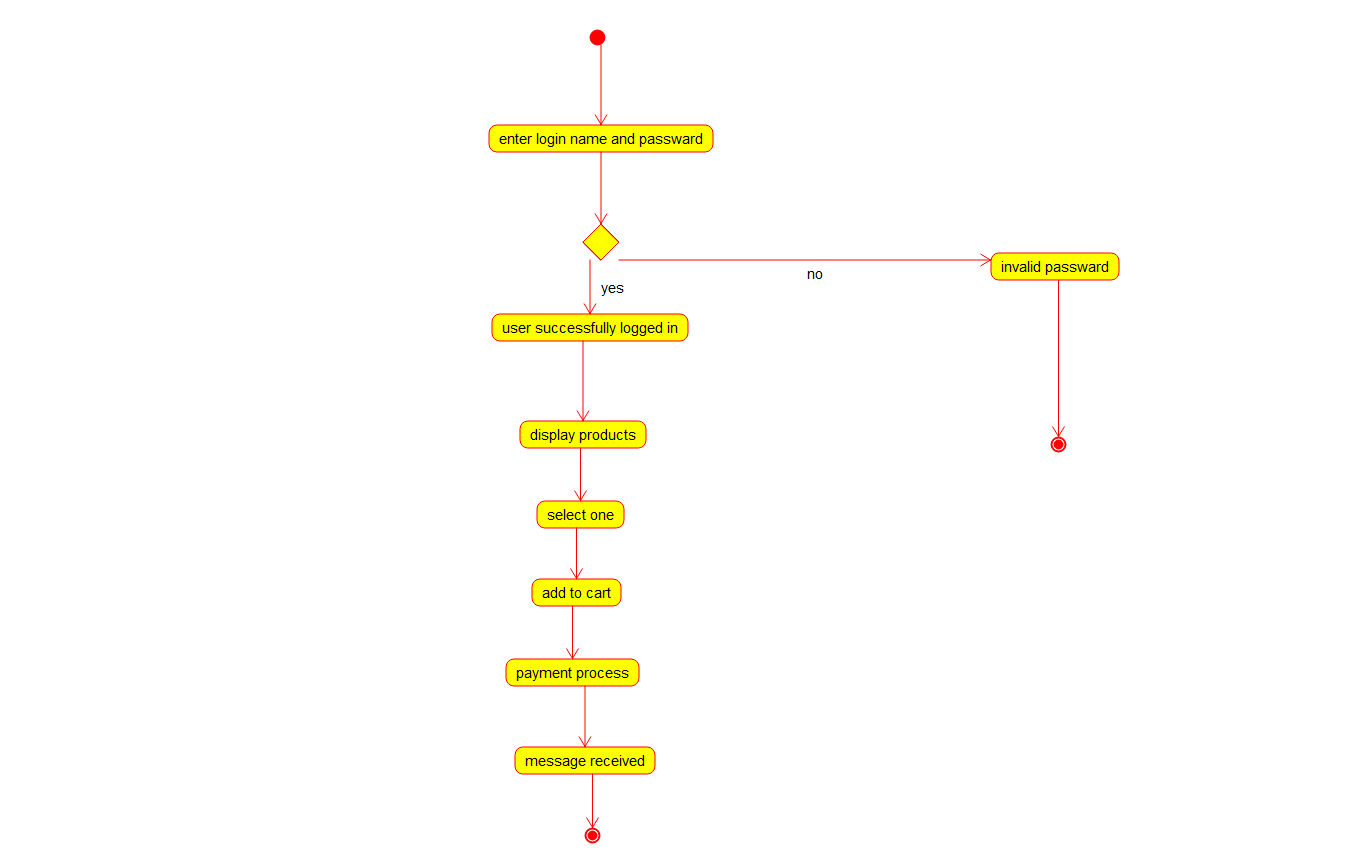 enter login name and passward
no
invalid passward
yes
user successfully logged in
display products
select one
add to cart
payment process
message received